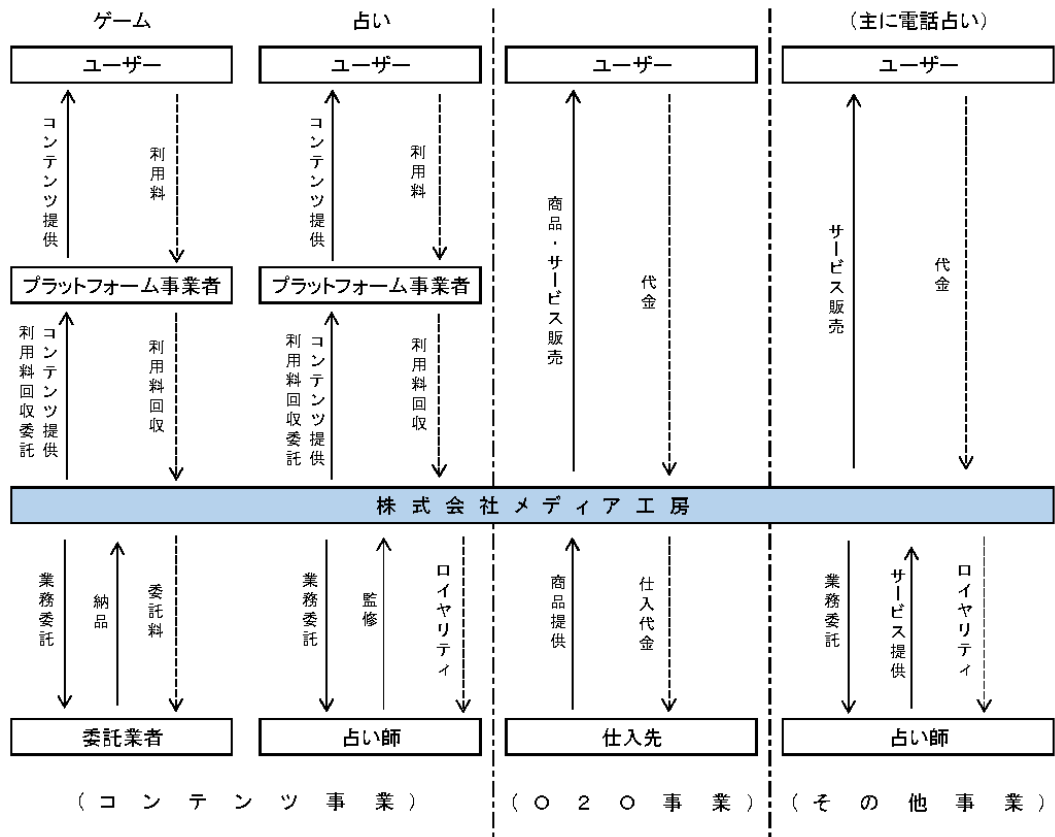 ゲーム
占い
(主に電話占い)
ユーザー
ユーザー
ユーザー
ユーザー
コンテンツ提供
利用料
コンテンツ提供
利用料
商品・サービス販売
代金
サービス販売
代金
プラットフォーム事業者
プラットフォーム事業者
コンテンツ提供
利用料回収委託
利用料回収
コンテンツ提供
利用料回収委託
利用料回収
株式会社メディア工房
業務委託
納品
委託料
業務委託
監修
ロイヤリティ
商品提供
仕入代金
業務委託
サービス提供
ロイヤリティ
委託業者
占い師
仕入先
占い師
(コンテンツ事業)
(O2O事業)
(その他事業)